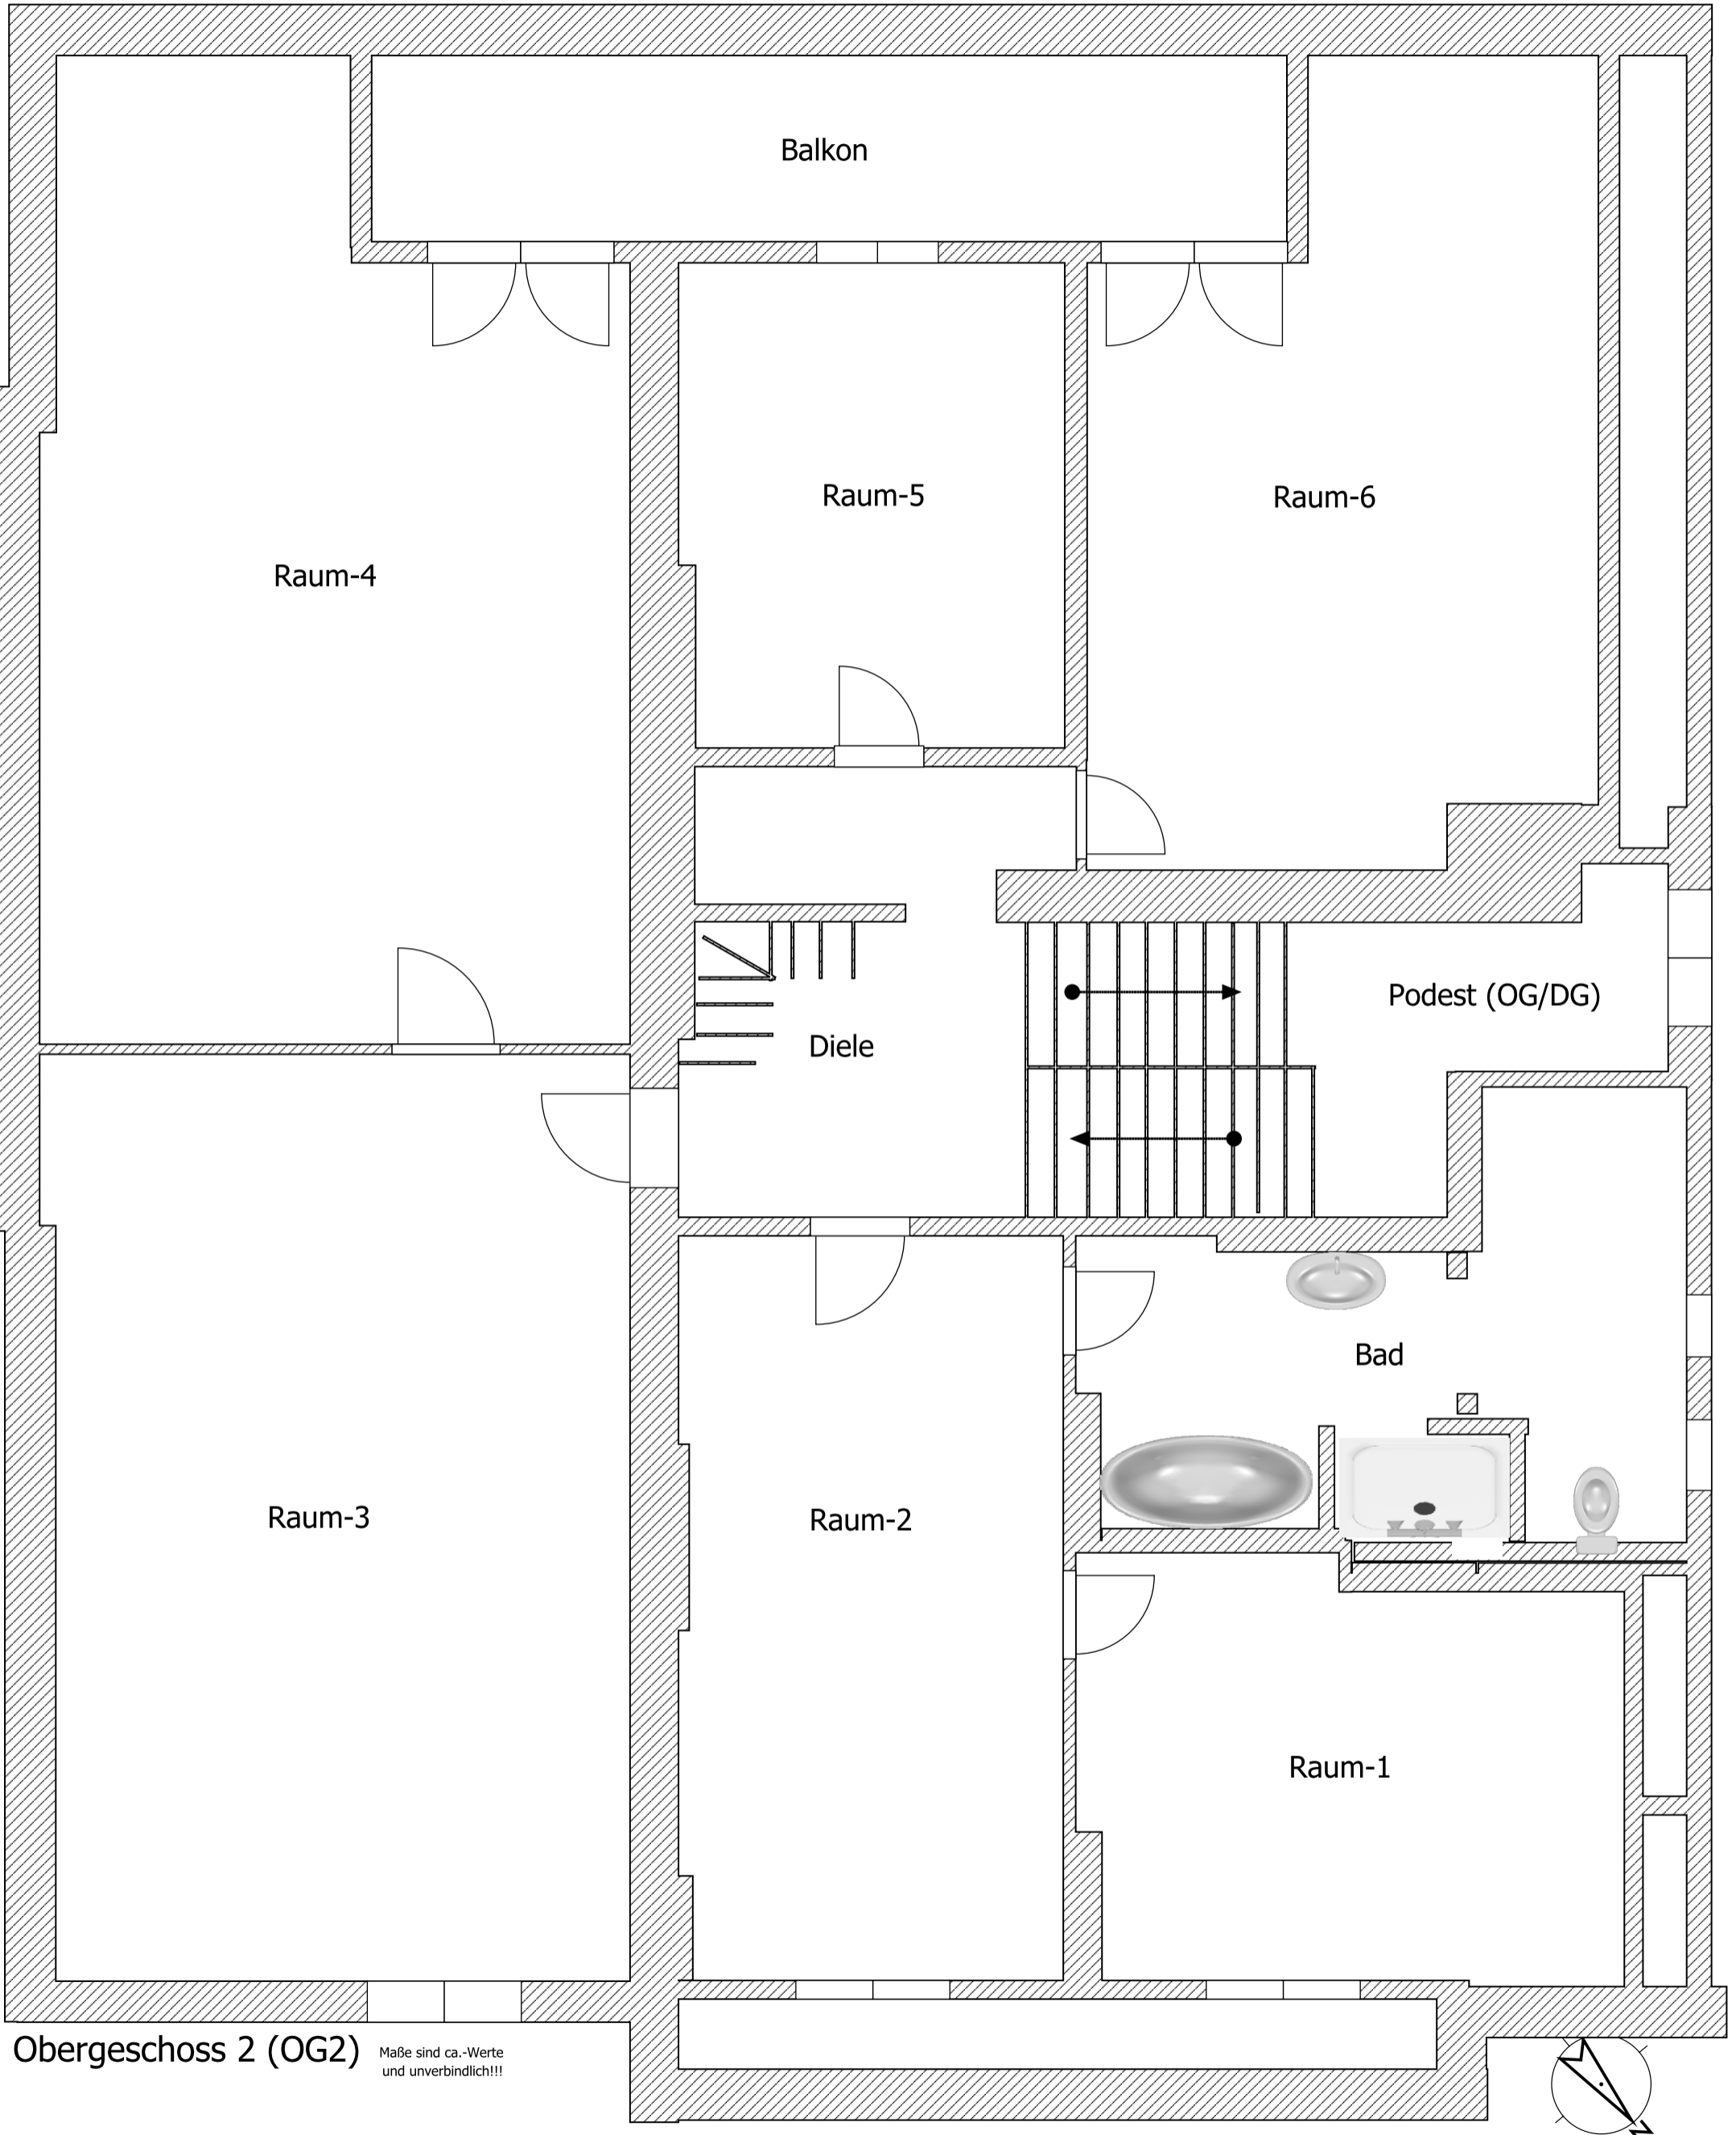 Balkon
Raum-5
Raum-6
Raum-4
Podest (OG/DG)
Diele
Bad
Raum-3
Raum-2
Raum-1
Obergeschoss 2 (OG2)
Maße sind ca.-Werte
und unverbindlich!!!
N